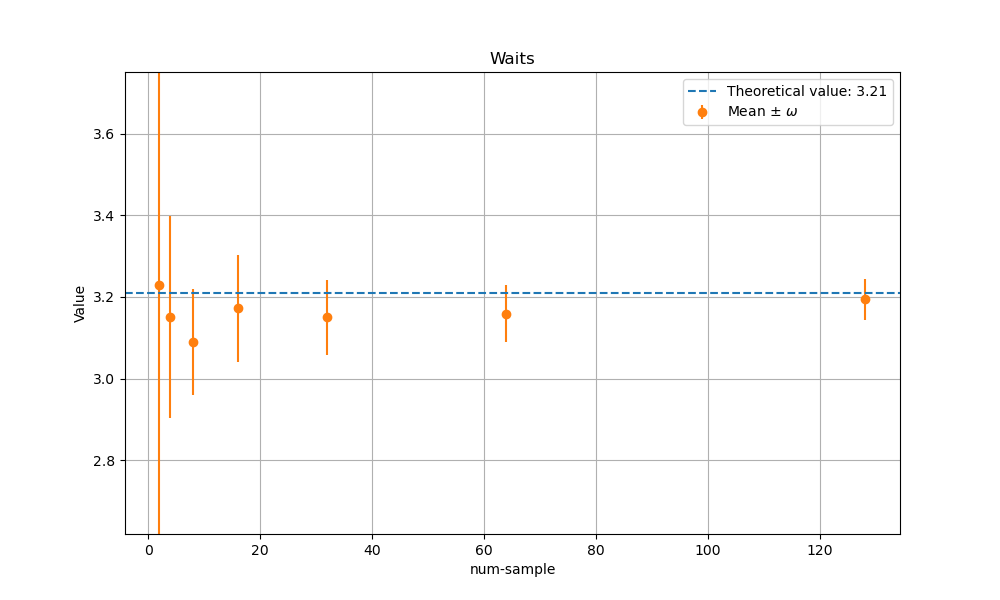 Waits
Theoretical value: 3.21
Mean ± ω
Value
3.6
3.4
3.2
3.0
2.8
0 20 40 60 80 100 120
num-sample